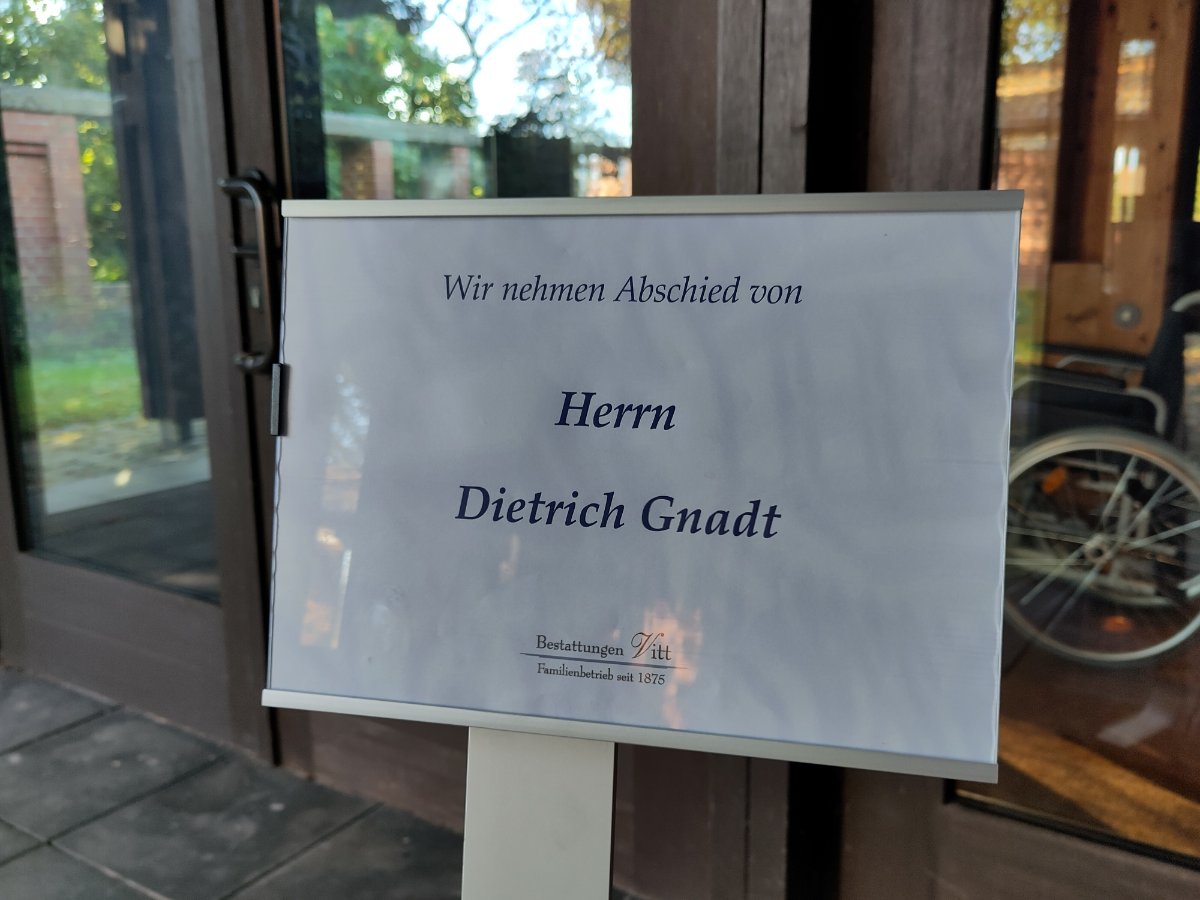 Wir nehmen Abschied von
Herrn
Dietrich Gnadt
Bestattungen Vitt
Familienbetrieb seit 1875